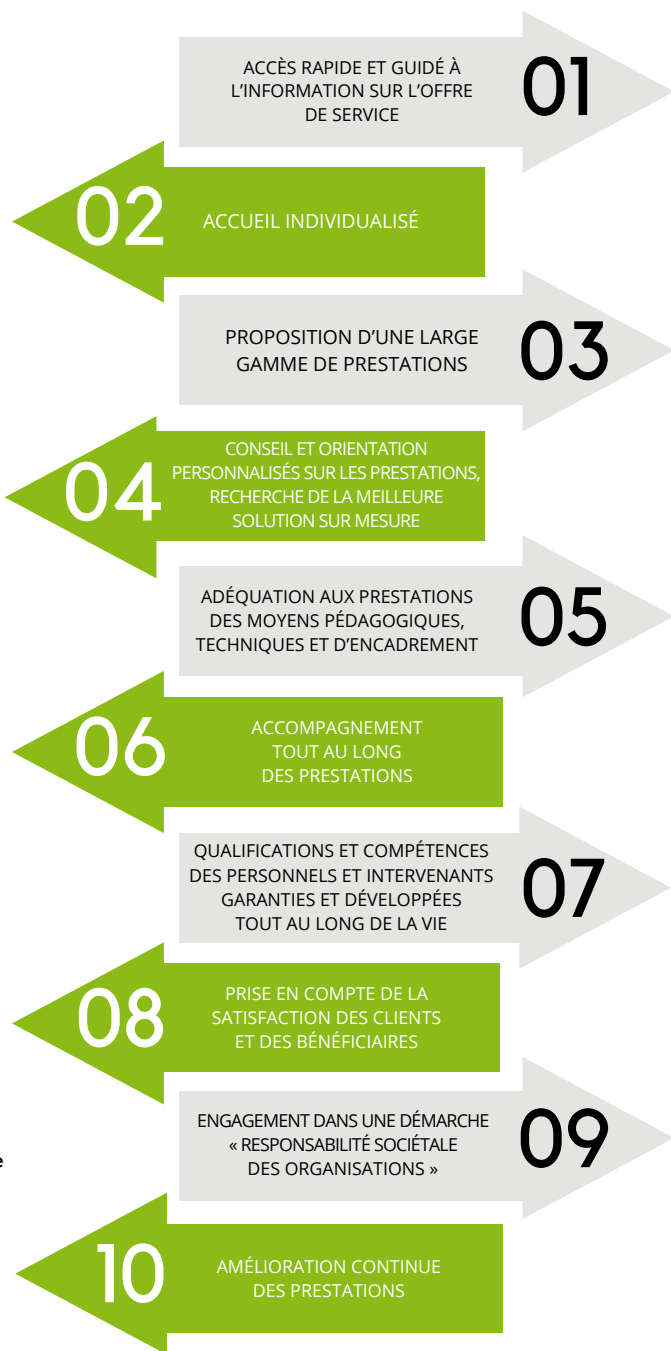 ACCÈS RAPIDE ET GUIDÉ À
L'INFORMATION SUR L'OFFRE
DE SERVICE
01
02
ACCUEIL INDIVIDUALISÉ
PROPOSITION D'UNE LARGE
GAMME DE PRESTATIONS
03
04
CONSEIL ET ORIENTATION
PERSONNALISÉS SUR LES PRESTATIONS,
RECHERCHE DE LA MEILLEURE
SOLUTION SUR MESURE
ADÉQUATION AUX PRESTATIONS
DES MOYENS PÉDAGOGIQUES,
TECHNIQUES ET D'ENCADREMENT
05
06
ACCOMPAGNEMENT
TOUT AU LONG
DES PRESTATIONS
QUALIFICATIONS ET COMPÉTENCES
DES PERSONNELS ET INTERVENANTS
GARANTIES ET DÉVELOPPÉES
TOUT AU LONG DE LA VIE
07
08
PRISE EN COMPTE DE LA
SATISFACTION DES CLIENTS
ET DES BÉNÉFICIAIRES
ENGAGEMENT DANS UNE DÉMARCHE
« RESPONSABILITÉ SOCIÉTALE
DES ORGANISATIONS »
09
e
10
AMÉLIORATION CONTINUE
DES PRESTATIONS